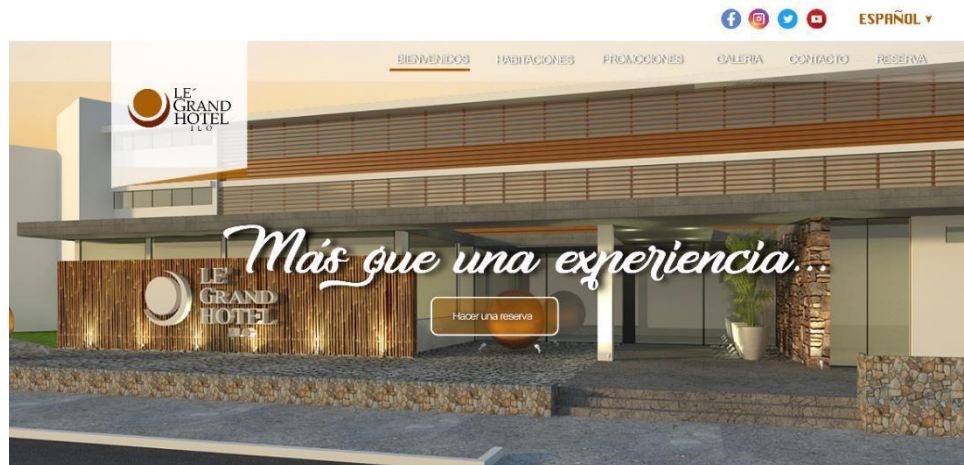 ESPAÑOL
BIENVENIDOS HABITACIONES PROMOCIONES GALERIA CONTACTO RESERVA
LE´
GRAND
HOTEL
ILO
Más que una experiencia...
LE´
GRAND
HOTEL
ILO
Hacer una reserva